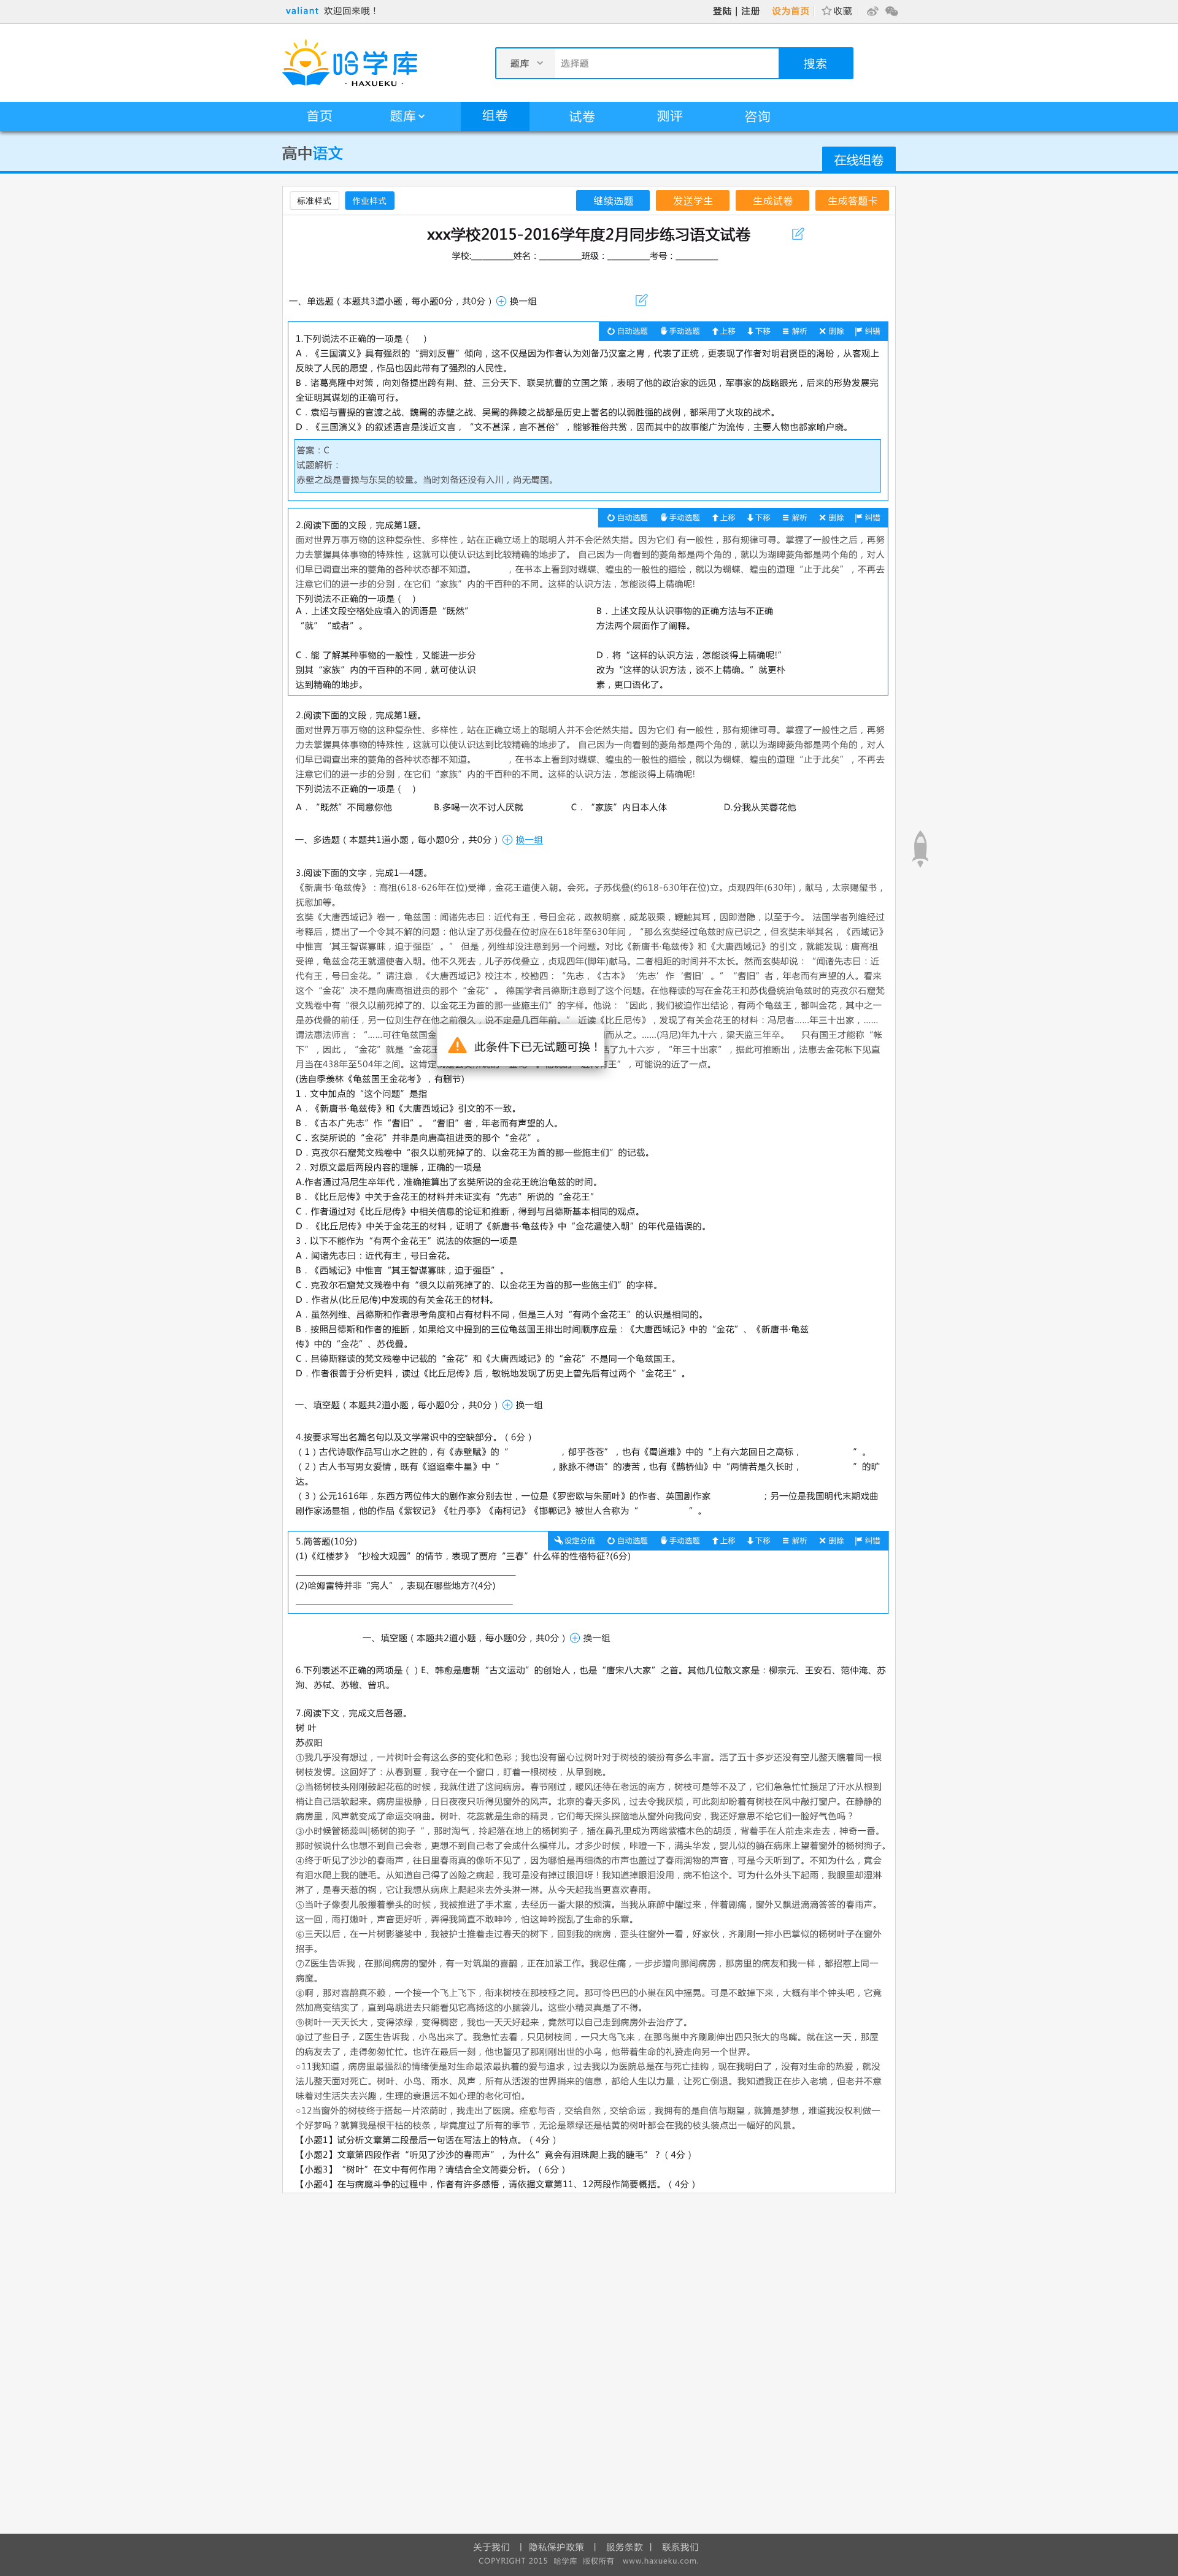 valiant 欢迎回来哦！
登陆 | 注册 设为首页 收藏
哈学库
· HAXUEKU ·
题库 选择题 搜索
首页 题库 组卷 试卷 测评 咨询
高中语文
在线组卷
标准样式 作业样式 继续选题 发送学生 生成试卷 生成答题卡
xxx学校2015-2016学年度2月同步练习语文试卷
学校:_________姓名：_________班级：_________考号：_________
一、单选题（本题共3道小题，每小题0分，共0分） 换一组
自动选题 手动选题 上移 下移 解析 删除 纠错
1.下列说法不正确的一项是（ ）
A．《三国演义》具有强烈的“拥刘反曹”倾向，这不仅是因为作者认为刘备乃汉室之胄，代表了正统，更表现了作者对明君贤臣的渴盼，从客观上
反映了人民的愿望，作品也因此带有了强烈的人民性。
B．诸葛亮隆中对策，向刘备提出跨有荆、益、三分天下、联吴抗曹的立国之策，表明了他的政治家的远见，军事家的战略眼光，后来的形势发展完
全证明其谋划的正确可行。
C．袁绍与曹操的官渡之战、魏蜀的赤壁之战、吴蜀的彝陵之战都是历史上著名的以弱胜强的战例，都采用了火攻的战术。
D．《三国演义》的叙述语言是浅近文言，“文不甚深，言不甚俗”，能够雅俗共赏，因而其中的故事能广为流传，主要人物也都家喻户晓。
答案：C
试题解析：
赤壁之战是曹操与东吴的较量。当时刘备还没有入川，尚无蜀国。
自动选题 手动选题 上移 下移 解析 删除 纠错
2.阅读下面的文段，完成第1题。
面对世界万事万物的这种复杂性、多样性，站在正确立场上的聪明人并不会茫然失措。因为它们 有一般性，那有规律可寻。掌握了一般性之后，再努
力去掌握具体事物的特殊性，这就可以使认识达到比较精确的地步了。 自己因为一向看到的菱角都是两个角的，就以为湖睥菱角都是两个角的，对人
们早已调查出来的菱角的各种状态都不知道。 ，在书本上看到对蝴蝶、蝗虫的一般性的描绘，就以为蝴蝶、蝗虫的道理“止于此矣”，不再去
注意它们的进一步的分别，在它们“家族”内的千百种的不同。这样的认识方法，怎能谈得上精确呢!
下列说法不正确的一项是（ ）
A．上述文段空格处应填入的词语是“既然” B．上述文段从认识事物的正确方法与不正确
“就”“或者”。 方法两个层面作了阐释。
C．能 了解某种事物的一般性，又能进一步分 D．将“这样的认识方法，怎能谈得上精确呢!”
别其“家族”内的千百种的不同，就可使认识 改为“这样的认识方法，谈不上精确。”就更朴
达到精确的地步。 素，更口语化了。
2.阅读下面的文段，完成第1题。
面对世界万事万物的这种复杂性、多样性，站在正确立场上的聪明人并不会茫然失措。因为它们 有一般性，那有规律可寻。掌握了一般性之后，再努
力去掌握具体事物的特殊性，这就可以使认识达到比较精确的地步了。 自己因为一向看到的菱角都是两个角的，就以为湖睥菱角都是两个角的，对人
们早已调查出来的菱角的各种状态都不知道。 ，在书本上看到对蝴蝶、蝗虫的一般性的描绘，就以为蝴蝶、蝗虫的道理“止于此矣”，不再去
注意它们的进一步的分别，在它们“家族”内的千百种的不同。这样的认识方法，怎能谈得上精确呢!
下列说法不正确的一项是（ ）
A．“既然”不同意你他 B.多喝一次不讨人厌就 C．“家族”内日本人体 D.分我从芙蓉花他
一、多选题（本题共1道小题，每小题0分，共0分） 换一组
3.阅读下面的文字，完成1—4题。
《新唐书·龟兹传》：高祖(618-626年在位)受禅，金花王遣使入朝。会死。子苏伐叠(约618-630年在位)立。贞观四年(630年)，献马，太宗赐玺书，
抚慰加等。
玄奘《大唐西域记》卷一，龟兹国：闻诸先志曰：近代有王，号曰金花，政教明察，威龙驭乘，鞭触其耳，因即潜隐，以至于今。 法国学者列维经过
考释后，提出了一个令其不解的问题：他认定了苏伐叠在位时应在618年至630年间，“那么玄奘经过龟兹时应已识之，但玄奘未举其名，《西域记》
中惟言‘其王智谋寡昧，迫于强臣’。” 但是，列维却没注意到另一个问题。对比《新唐书·龟兹传》和《大唐西域记》的引文，就能发现：唐高祖
受禅，龟兹金花王就遣使者入朝。他不久死去，儿子苏伐叠立，贞观四年(脚年)献马。二者相距的时间并不太长。然而玄奘却说：“闻诸先志曰：近
代有王，号曰金花。”请注意，《大唐西域记》校注本，校勘四：“先志，《古本》‘先志’作‘耆旧’。”“耆旧”者，年老而有声望的人。看来
这个“金花”决不是向唐高祖进贡的那个“金花”。 德国学者吕德斯注意到了这个问题。在他释读的写在金花王和苏伐叠统治龟兹时的克孜尔石窟梵
文残卷中有“很久以前死掉了的、以金花王为首的那一些施主们”的字样。他说：“因此，我们被迫作出结论，有两个龟兹王，都叫金花，其中之一
是苏伐叠的前任，另一位则生存在他之前很久，说不定是几百年前。” 近读《比丘尼传》，发现了有关金花王的材料：冯尼者……年三十出家，……
谓法惠法师言：“……可往龟兹国金 而从之。……(冯尼)年九十六，梁天监三年卒。 只有国王才能称“帐
下”，因此，“金花”就是“金花王 活了九十六岁，“年三十出家”，据此可推断出，法惠去金花帐下见直
月当在438年至504年之间。这肯定 王”，可能说的近了一点。
此条件下已无试题可换！
(选自季羡林《龟兹国王金花考》，有删节)
1．文中加点的“这个问题”是指
A．《新唐书·龟兹传》和《大唐西域记》引文的不一致。
B．《古本广先志”作“耆旧”。“耆旧”者，年老而有声望的人。
C．玄奘所说的“金花”并非是向唐高祖进贡的那个“金花”。
D．克孜尔石窟梵文残卷中“很久以前死掉了的、以金花王为首的那一些施主们”的记载。
2．对原文最后两段内容的理解，正确的一项是
A.作者通过冯尼生卒年代，准确推算出了玄奘所说的金花王统治龟兹的时间。
B．《比丘尼传》中关于金花王的材料并未证实有“先志”所说的“金花王”
C．作者通过对《比丘尼传》中相关信息的论证和推断，得到与吕德斯基本相同的观点。
D．《比丘尼传》中关于金花王的材料，证明了《新唐书·龟兹传》中“金花遣使入朝”的年代是错误的。
3．以下不能作为“有两个金花王”说法的依据的一项是
A．闻诸先志曰：近代有主，号曰金花。
B．《西域记》中惟言“其王智谋寡昧，迫于强臣”。
C．克孜尔石窟梵文残卷中有“很久以前死掉了的、以金花王为首的那一些施主们”的字样。
D．作者从(比丘尼传)中发现的有关金花王的材料。
A．虽然列维、吕德斯和作者思考角度和占有材料不同，但是三人对“有两个金花王”的认识是相同的。
B．按照吕德斯和作者的推断，如果给文中提到的三位龟兹国王排出时间顺序应是：《大唐西域记》中的“金花”、《新唐书·龟兹
传》中的“金花”、苏伐叠。
C．吕德斯释读的梵文残卷中记载的“金花”和《大唐西域记》的“金花”不是同一个龟兹国王。
D．作者很善于分析史料，读过《比丘尼传》后，敏锐地发现了历史上曾先后有过两个“金花王”。
一、填空题（本题共2道小题，每小题0分，共0分） 换一组
4.按要求写出名篇名句以及文学常识中的空缺部分。（6分）
（1）古代诗歌作品写山水之胜的，有《赤壁赋》的“ ，郁乎苍苍”，也有《蜀道难》中的“上有六龙回日之高标， ”。
（2）古人书写男女爱情，既有《迢迢牵牛星》中“ ，脉脉不得语”的凄苦，也有《鹊桥仙》中“两情若是久长时， ”的旷
达。
（3）公元1616年，东西方两位伟大的剧作家分别去世，一位是《罗密欧与朱丽叶》的作者、英国剧作家 ；另一位是我国明代末期戏曲
剧作家汤显祖，他的作品《紫钗记》《牡丹亭》《南柯记》《邯郸记》被世人合称为“ ”。
设定分值 自动选题 手动选题 上移 下移 解析 删除 纠错
5.简答题(10分)
(1)《红楼梦》“抄检大观园”的情节，表现了贾府“三春”什么样的性格特征?(6分)
(2)哈姆雷特并非“完人”，表现在哪些地方?(4分)
一、填空题（本题共2道小题，每小题0分，共0分） 换一组
6.下列表述不正确的两项是（ ）E、韩愈是唐朝“古文运动”的创始人，也是“唐宋八大家”之首。其他几位散文家是：柳宗元、王安石、范仲淹、苏
洵、苏轼、苏辙、曾巩。
7.阅读下文，完成文后各题。
树 叶
苏叔阳
①我几乎没有想过，一片树叶会有这么多的变化和色彩；我也没有留心过树叶对于树枝的装扮有多么丰富。活了五十多岁还没有空儿整天瞧着同一根
树枝发愣。这回好了：从春到夏，我守在一个窗口，盯着一根树枝，从早到晚。
②当杨树枝头刚刚鼓起花苞的时候，我就住进了这间病房。春节刚过，暖风还待在老远的南方，树枝可是等不及了，它们急急忙忙攒足了汗水从根到
梢让自己活软起来。病房里极静，日日夜夜只听得见窗外的风声。北京的春天多风，过去令我厌烦，可此刻却盼着有树枝在风中敲打窗户。在静静的
病房里，风声就变成了命运交响曲。树叶、花蕊就是生命的精灵，它们每天探头探脑地从窗外向我问安，我还好意思不给它们一脸好气色吗？
③小时候管杨蕊叫|杨树的狗子“，那时淘气，拎起落在地上的杨树狗子，插在鼻孔里成为两绺紫檀木色的胡须，背着手在人前走来走去，神奇一番。
那时候说什么也想不到自己会老，更想不到自己老了会成什么模样儿。才多少时候，咔噔一下，满头华发，婴儿似的躺在病床上望着窗外的杨树狗子。
④终于听见了沙沙的春雨声，往日里春雨真的像听不见了，因为哪怕是再细微的市声也盖过了春雨润物的声音，可是今天听到了。不知为什么，竟会
有泪水爬上我的睫毛。从知道自己得了凶险之病起，我可是没有掉过眼泪呀！我知道掉眼泪没用，病不怕这个。可为什么外头下起雨，我眼里却湿淋
淋了，是春天惹的祸，它让我想从病床上爬起来去外头淋一淋。从今天起我当更喜欢春雨。
⑤当叶子像婴儿般攥着拳头的时候，我被推进了手术室，去经历一番大限的预演。当我从麻醉中醒过来，伴着剧痛，窗外又飘进滴滴答答的春雨声。
这一回，雨打嫩叶，声音更好听，弄得我简直不敢呻吟，怕这呻吟搅乱了生命的乐章。
⑥三天以后，在一片树影婆娑中，我被护士推着走过春天的树下，回到我的病房，歪头往窗外一看，好家伙，齐刷刷一排小巴掌似的杨树叶子在窗外
招手。
⑦Z医生告诉我，在那间病房的窗外，有一对筑巢的喜鹊，正在加紧工作。我忍住痛，一步步蹭向那间病房，那房里的病友和我一样，都招惹上同一
病魔。
⑧啊，那对喜鹊真不赖，一个接一个飞上飞下，衔来树枝在那枝桠之间。那可怜巴巴的小巢在风中摇晃。可是不敢掉下来，大概有半个钟头吧，它竟
然加高变结实了，直到鸟跳进去只能看见它高扬这的小脑袋儿。这些小精灵真是了不得。
⑨树叶一天天长大，变得浓绿，变得稠密，我也一天天好起来，竟然可以自己走到病房外去治疗了。
⑩过了些日子，Z医生告诉我，小鸟出来了。我急忙去看，只见树枝间，一只大鸟飞来，在那鸟巢中齐刷刷伸出四只张大的鸟嘴。就在这一天，那屋
的病友去了，走得匆匆忙忙。也许在最后一刻，他也瞥见了那刚刚出世的小鸟，他带着生命的礼赞走向另一个世界。
○11我知道，病房里最强烈的情绪便是对生命最浓最执着的爱与追求，过去我以为医院总是在与死亡挂钩，现在我明白了，没有对生命的热爱，就没
法儿整天面对死亡。树叶、小鸟、雨水、风声，所有从活泼的世界捎来的信息，都给人生以力量，让死亡倒退。我知道我正在步入老境，但老并不意
味着对生活失去兴趣，生理的衰退远不如心理的老化可怕。
○12当窗外的树枝终于搭起一片浓荫时，我走出了医院。痊愈与否，交给自然，交给命运，我拥有的是自信与期望，就算是梦想，难道我没权利做一
个好梦吗？就算我是根干枯的枝条，毕竟度过了所有的季节，无论是翠绿还是枯黄的树叶都会在我的枝头装点出一幅好的风景。
【小题1】试分析文章第二段最后一句话在写法上的特点。（4分）
【小题2】文章第四段作者“听见了沙沙的春雨声”，为什么”竟会有泪珠爬上我的睫毛”？（4分）
【小题3】“树叶”在文中有何作用？请结合全文简要分析。（6分）
【小题4】在与病魔斗争的过程中，作者有许多感悟，请依据文章第11、12两段作简要概括。（4分）
关于我们 | 隐私保护政策 | 服务条款 | 联系我们
COPYRIGHT 2015 哈学库 版权所有 www.haxueku.com.